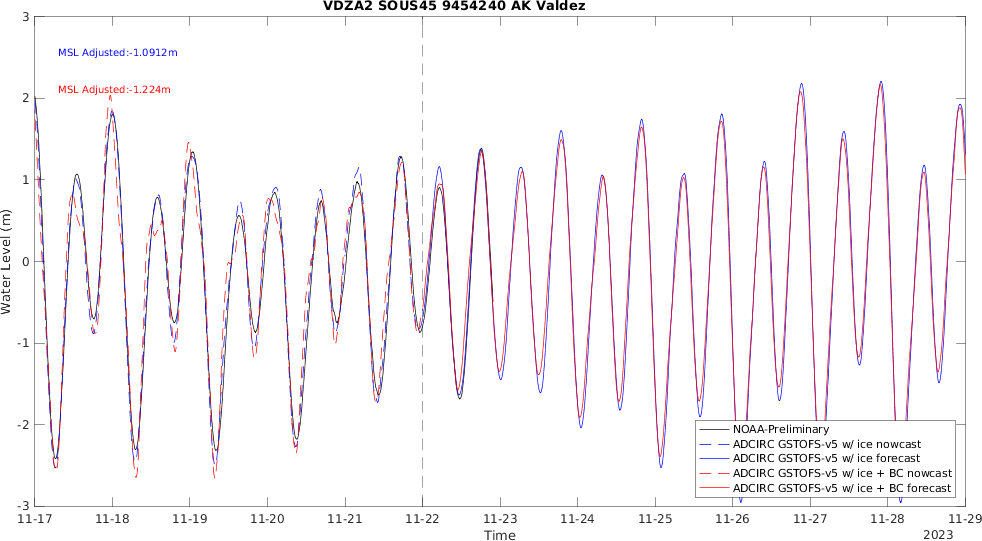 VDZA2 SOUS45 9454240 AK Valdez
MSL Adjusted:-1.0912m
MSL Adjusted:-1.224m
Water Level (m)
3
2
1
0
-1
-2
-3
NOAA-Preliminary
ADCIRC GSTOFS-v5 w/ ice nowcast
ADCIRC GSTOFS-v5 w/ ice forecast
ADCIRC GSTOFS-v5 w/ ice + BC nowcast
ADCIRC GSTOFS-v5 w/ ice + BC forecast
11-17 11-18 11-19 11-20 11-21 11-22 11-23 11-24 11-25 11-26 11-27 11-28 11-29
Time
2023